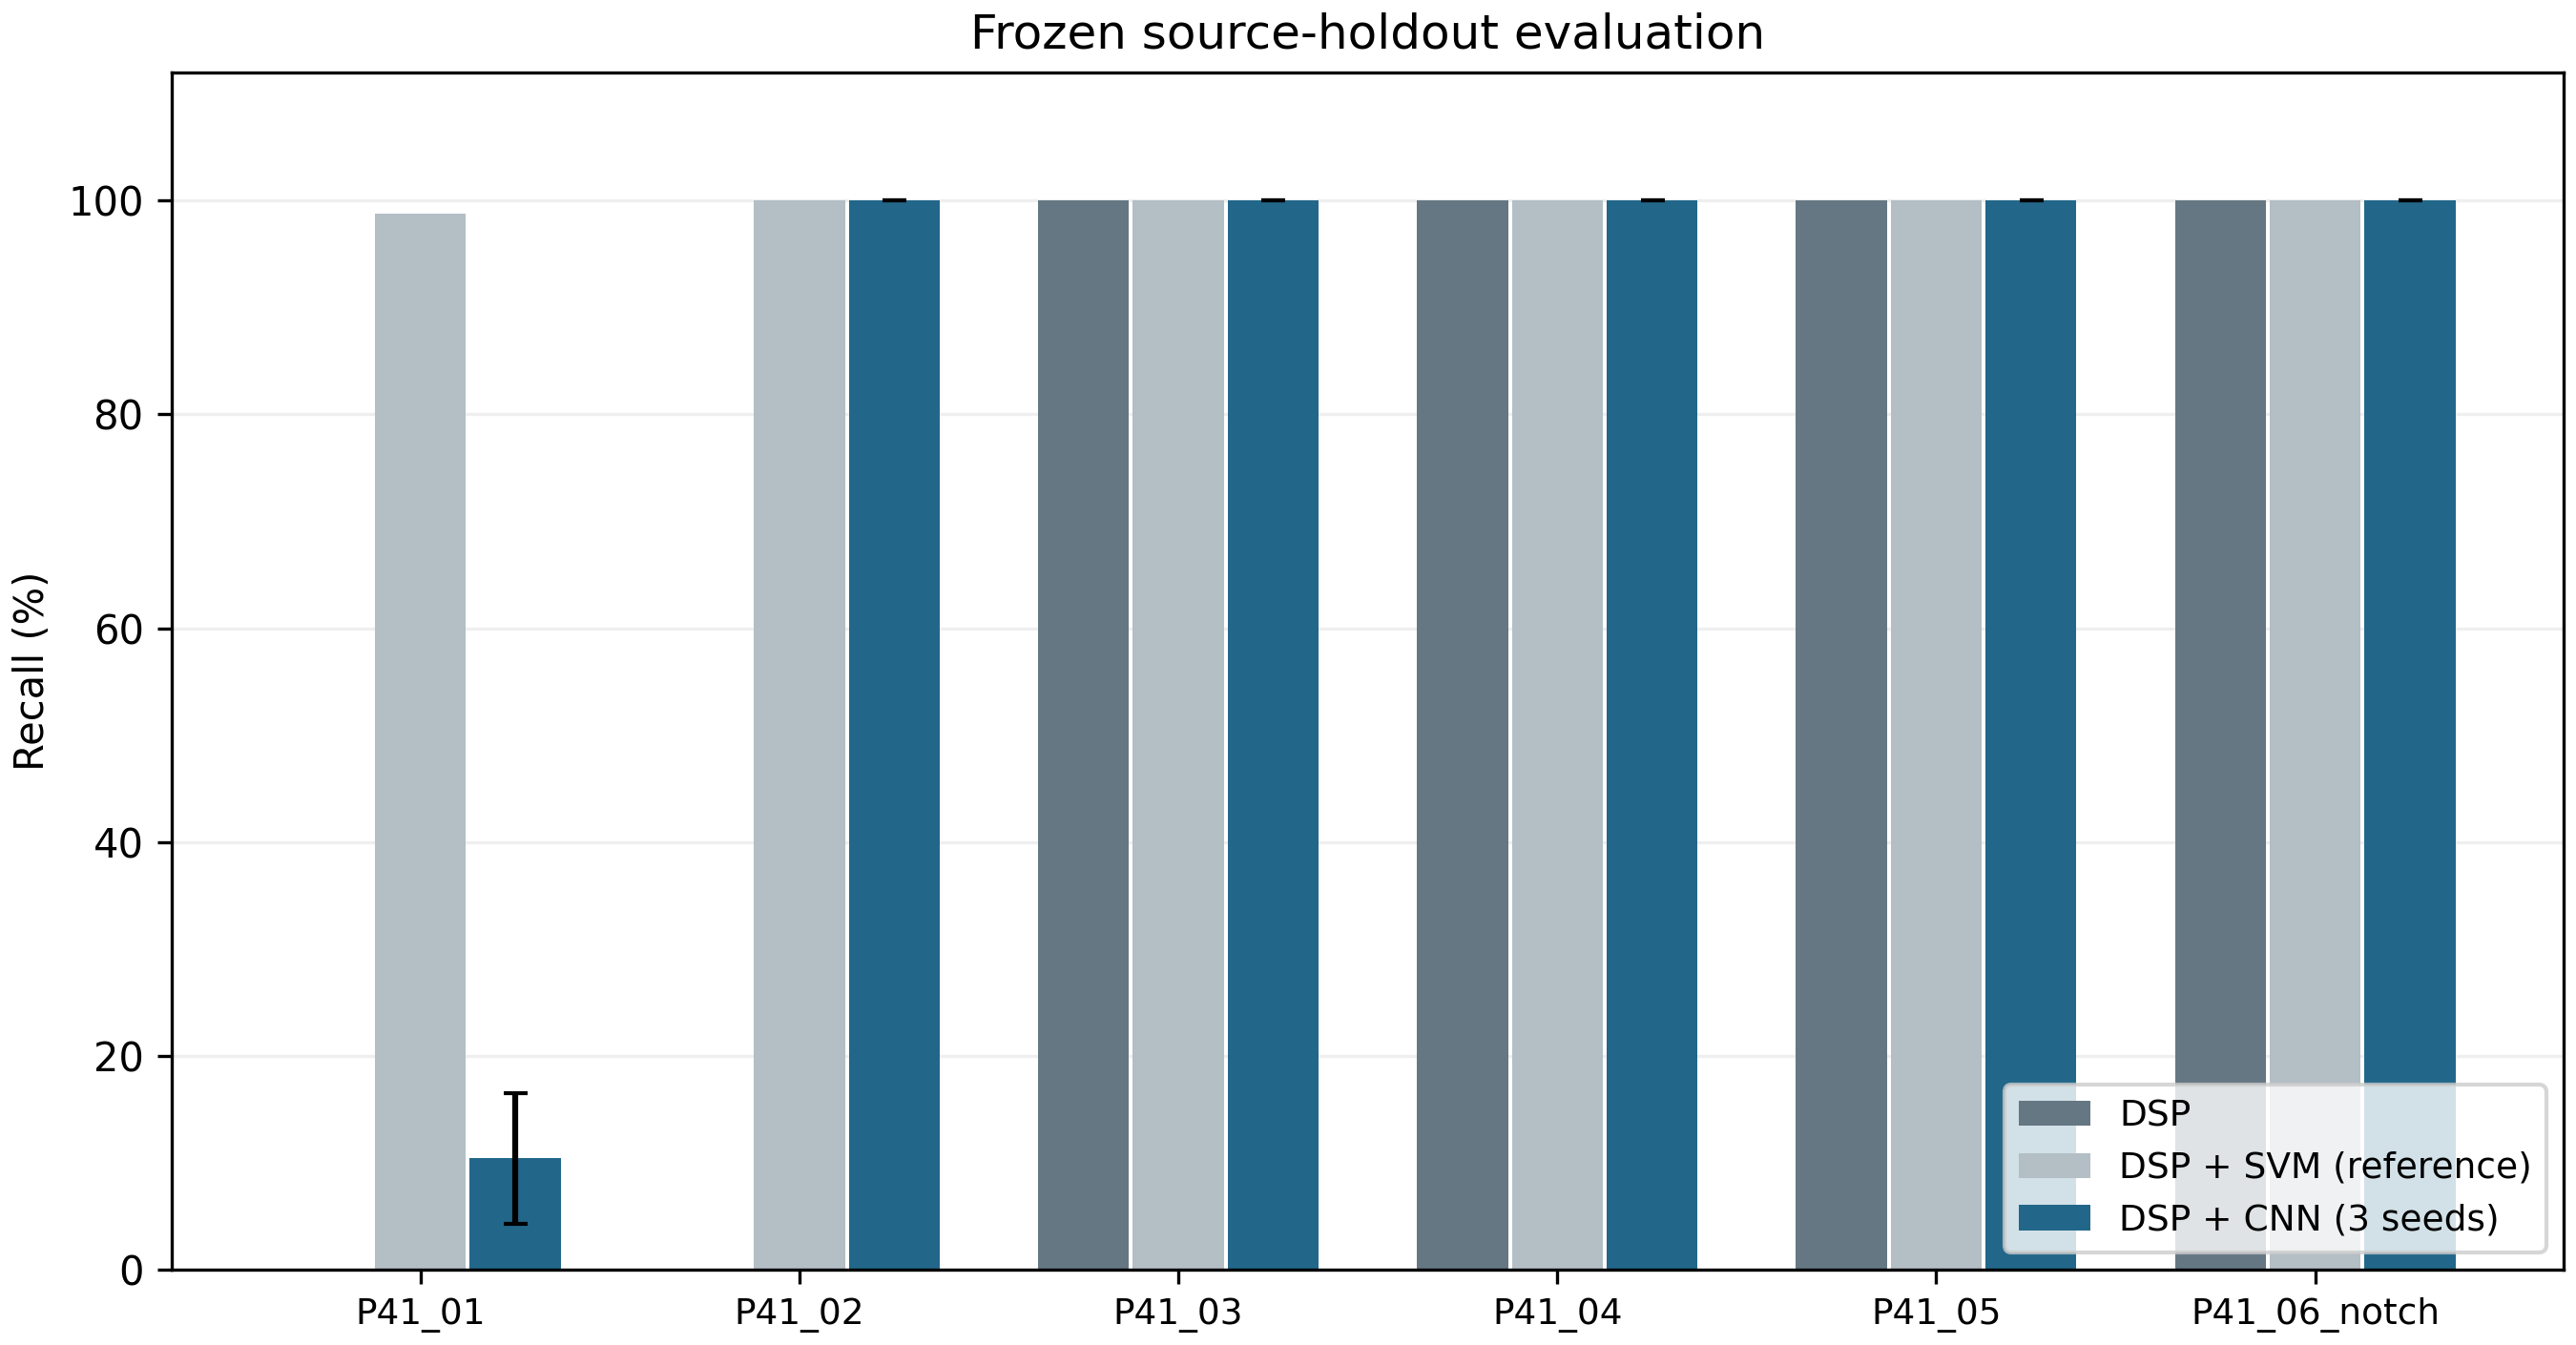 Frozen source-holdout evaluation
Recall (%)
100
80
60
40
20
0
P41_01 P41_02 P41_03 P41_04 P41_05 P41_06_notch
DSP
DSP + SVM (reference)
DSP + CNN (3 seeds)